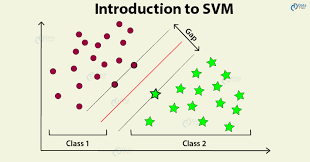 Introduction to SVM
Gap
Class 1
Class 2